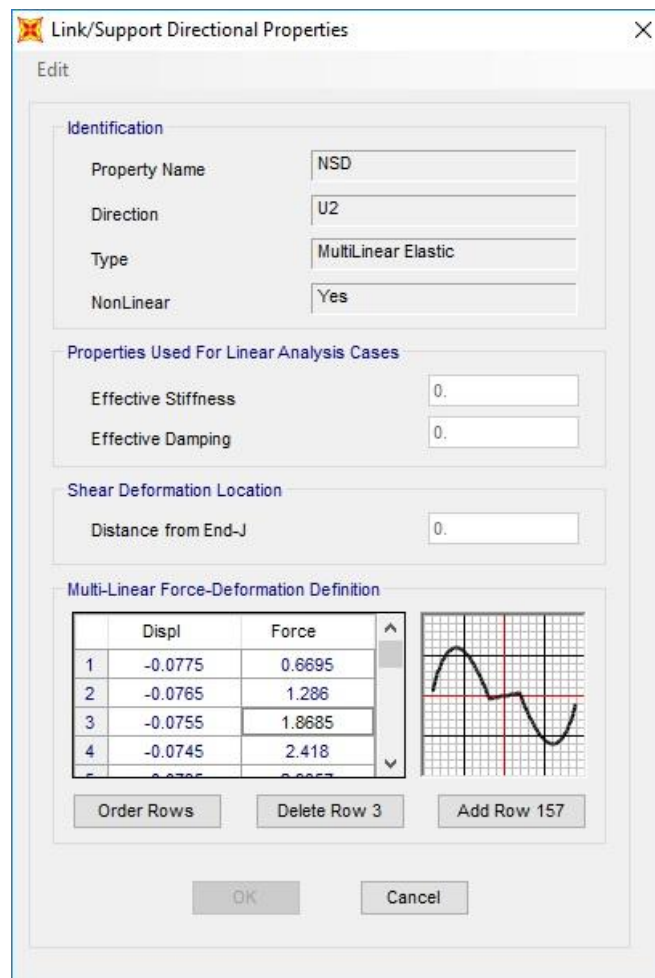 Link/Support Directional Properties
Edit
Identification
Property Name NSD
Direction U2
Type MultiLinear Elastic
NonLinear Yes
Properties Used For Linear Analysis Cases
Effective Stiffness 0.
Effective Damping 0.
Shear Deformation Location
Distance from End-J 0.
Multi-Linear Force-Deformation Definition
Displ Force
1 -0.0775 0.6695
2 -0.0765 1.286
3 -0.0755 1.8685
4 -0.0745 2.418
Order Rows Delete Row 3 Add Row 157
OK Cancel